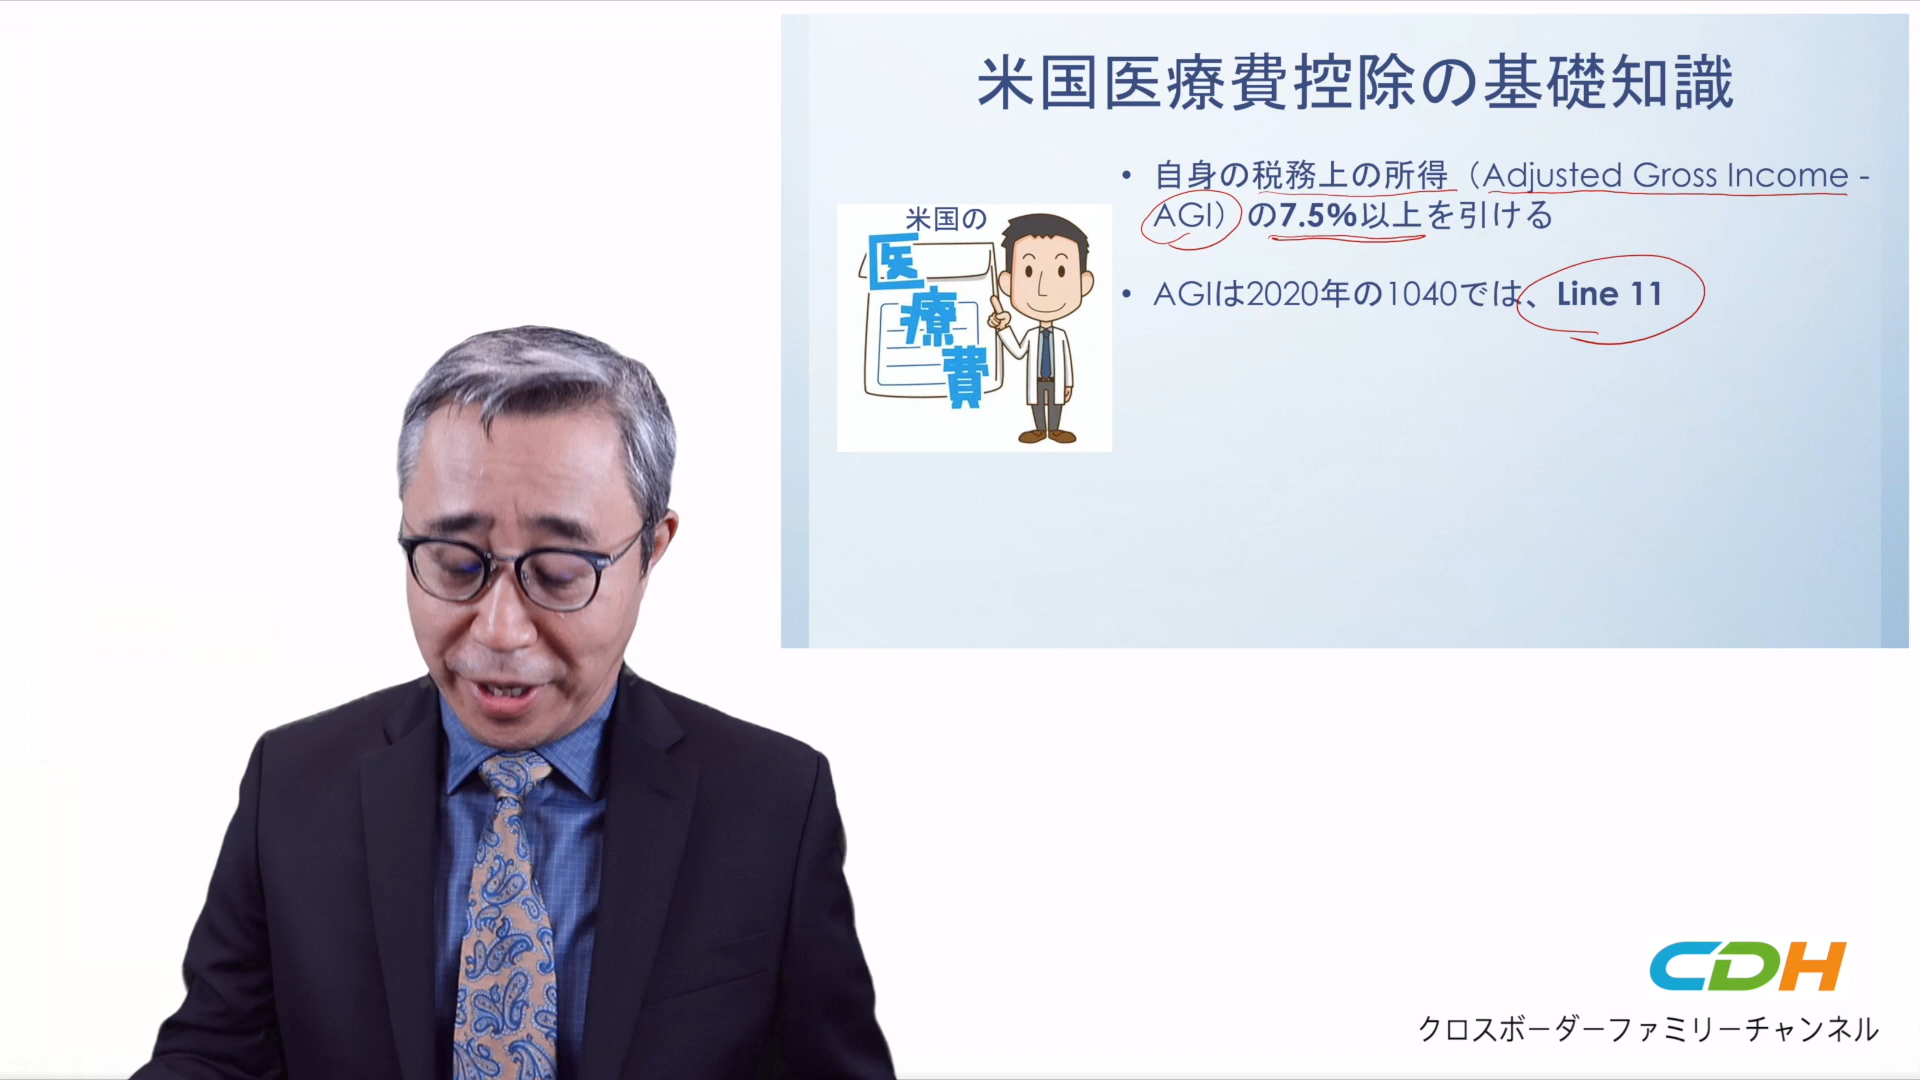 米国医療費控除の基礎知識
• 自身の税務上の所得（Adjusted Gross Income -
AGI）の7.5%以上を引ける
• AGIは2020年の1040では、Line 11
米国の
医
療
費
CDH
クロスボーダーファミリーチャンネル